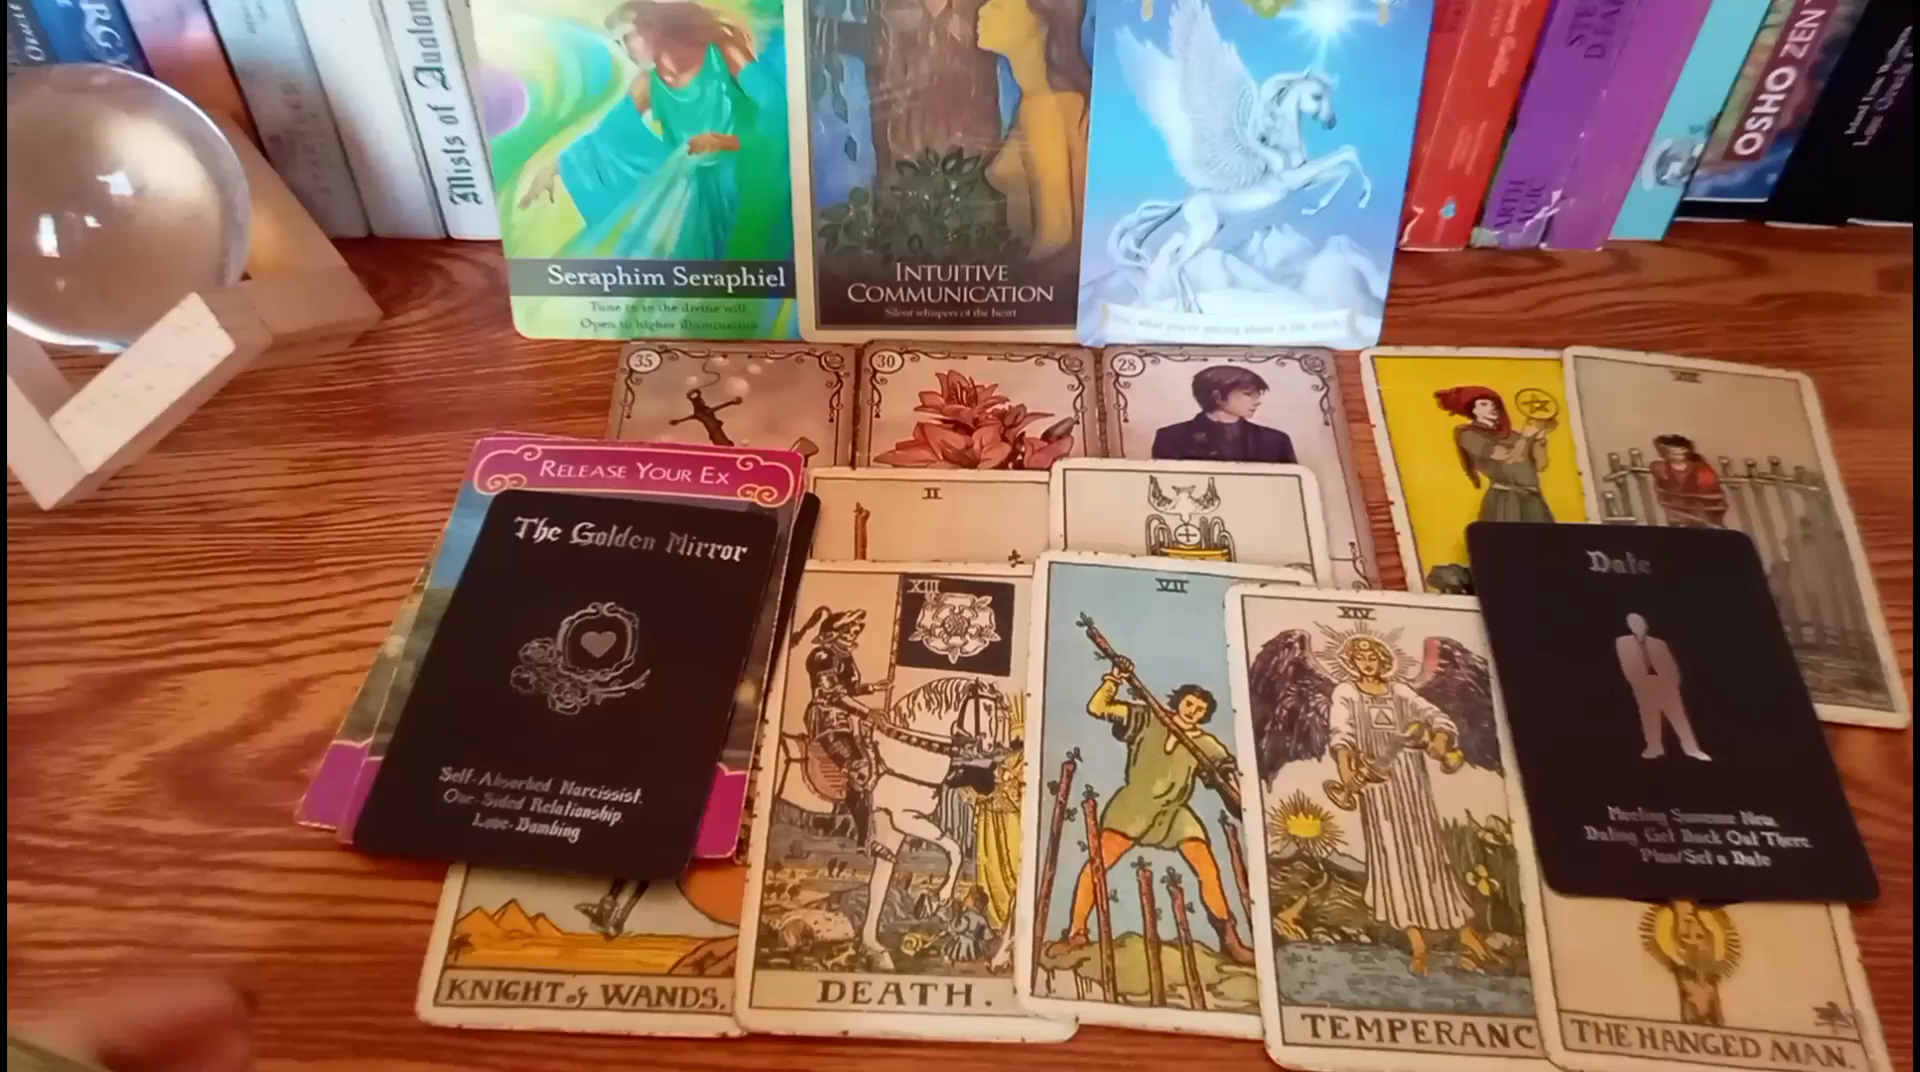 Mists of Avalon
OSHO ZEN
Seraphim Seraphiel
Tune in to the divine will.
Open to higher illumination
INTUITIVE
COMMUNICATION
Silent whispers of the heart
35
30
28
RELEASE YOUR EX
The Golden Mirror
Self-Absorbed Narcissist.
One-Sided Relationship
Love-Bombing
II
VIII
Date
Meeting Someone New.
Dating. Get Back Out There.
Plan/Set a Date
XIII
VII
XIV
KNIGHT of WANDS.
DEATH.
TEMPERANC
THE HANGED MAN.